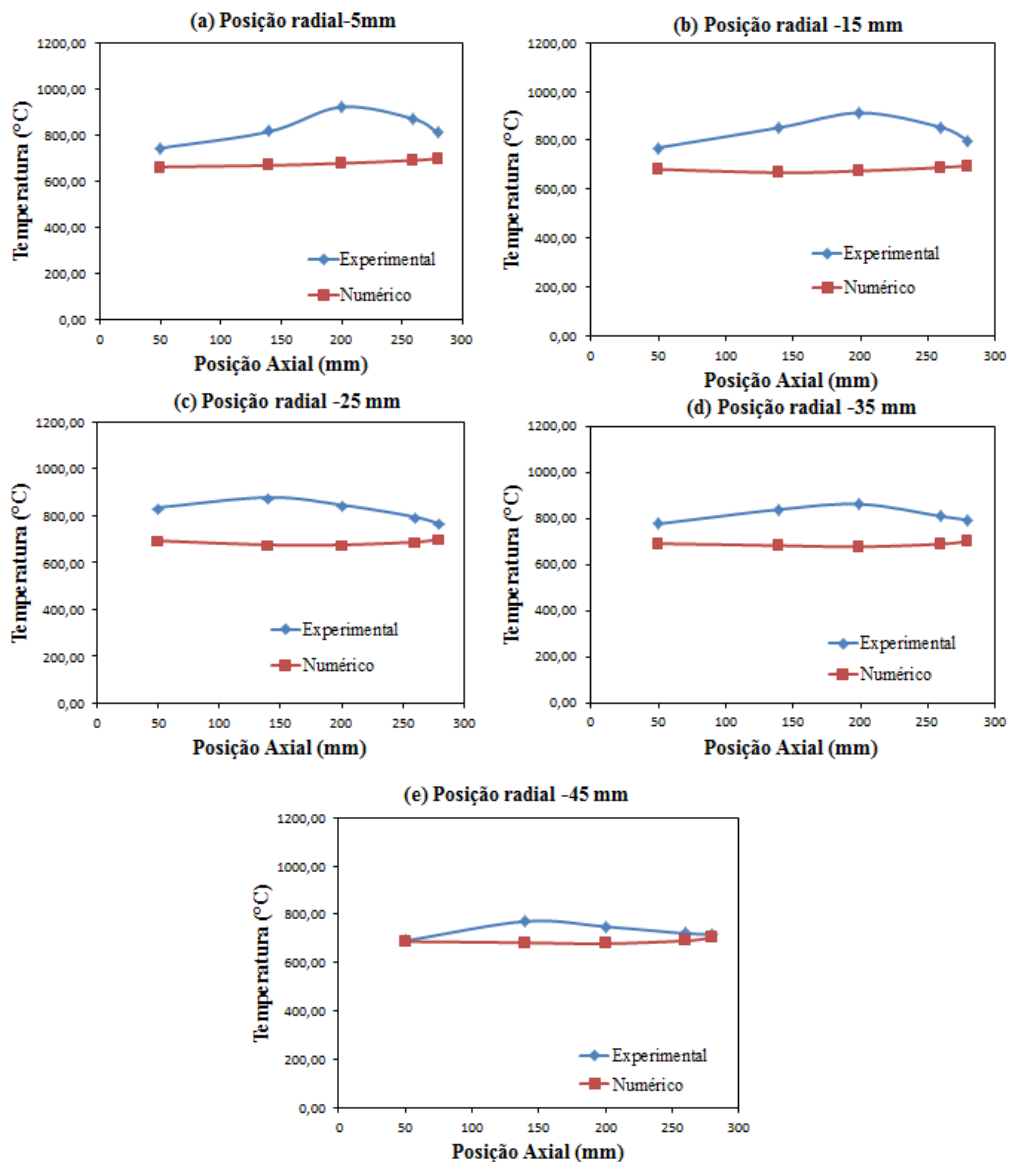 (a) Posição radial-5mm
1200,00
1000,00
800,00
600,00
400,00
200,00
0,00
Temperatura (°C)
Experimental
Numérico
0 50 100 150 200 250 300
Posição Axial (mm)
(b) Posição radial -15 mm
1200,00
1000,00
800,00
600,00
400,00
200,00
0,00
Temperatura (°C)
Experimental
Numérico
0 50 100 150 200 250 300
Posição Axial (mm)
(c) Posição radial -25 mm
1200,00
1000,00
800,00
600,00
400,00
200,00
0,00
Temperatura (°C)
Experimental
Numérico
0 50 100 150 200 250 300
Posição Axial (mm)
(d) Posição radial -35 mm
1200,00
1000,00
800,00
600,00
400,00
200,00
0,00
Temperatura (°C)
Experimental
Numérico
0 50 100 150 200 250 300
Posição Axial (mm)
(e) Posição radial -45 mm
1200,00
1000,00
800,00
600,00
400,00
200,00
0,00
Temperatura (°C)
Experimental
Numérico
0 50 100 150 200 250 300
Posição Axial (mm)